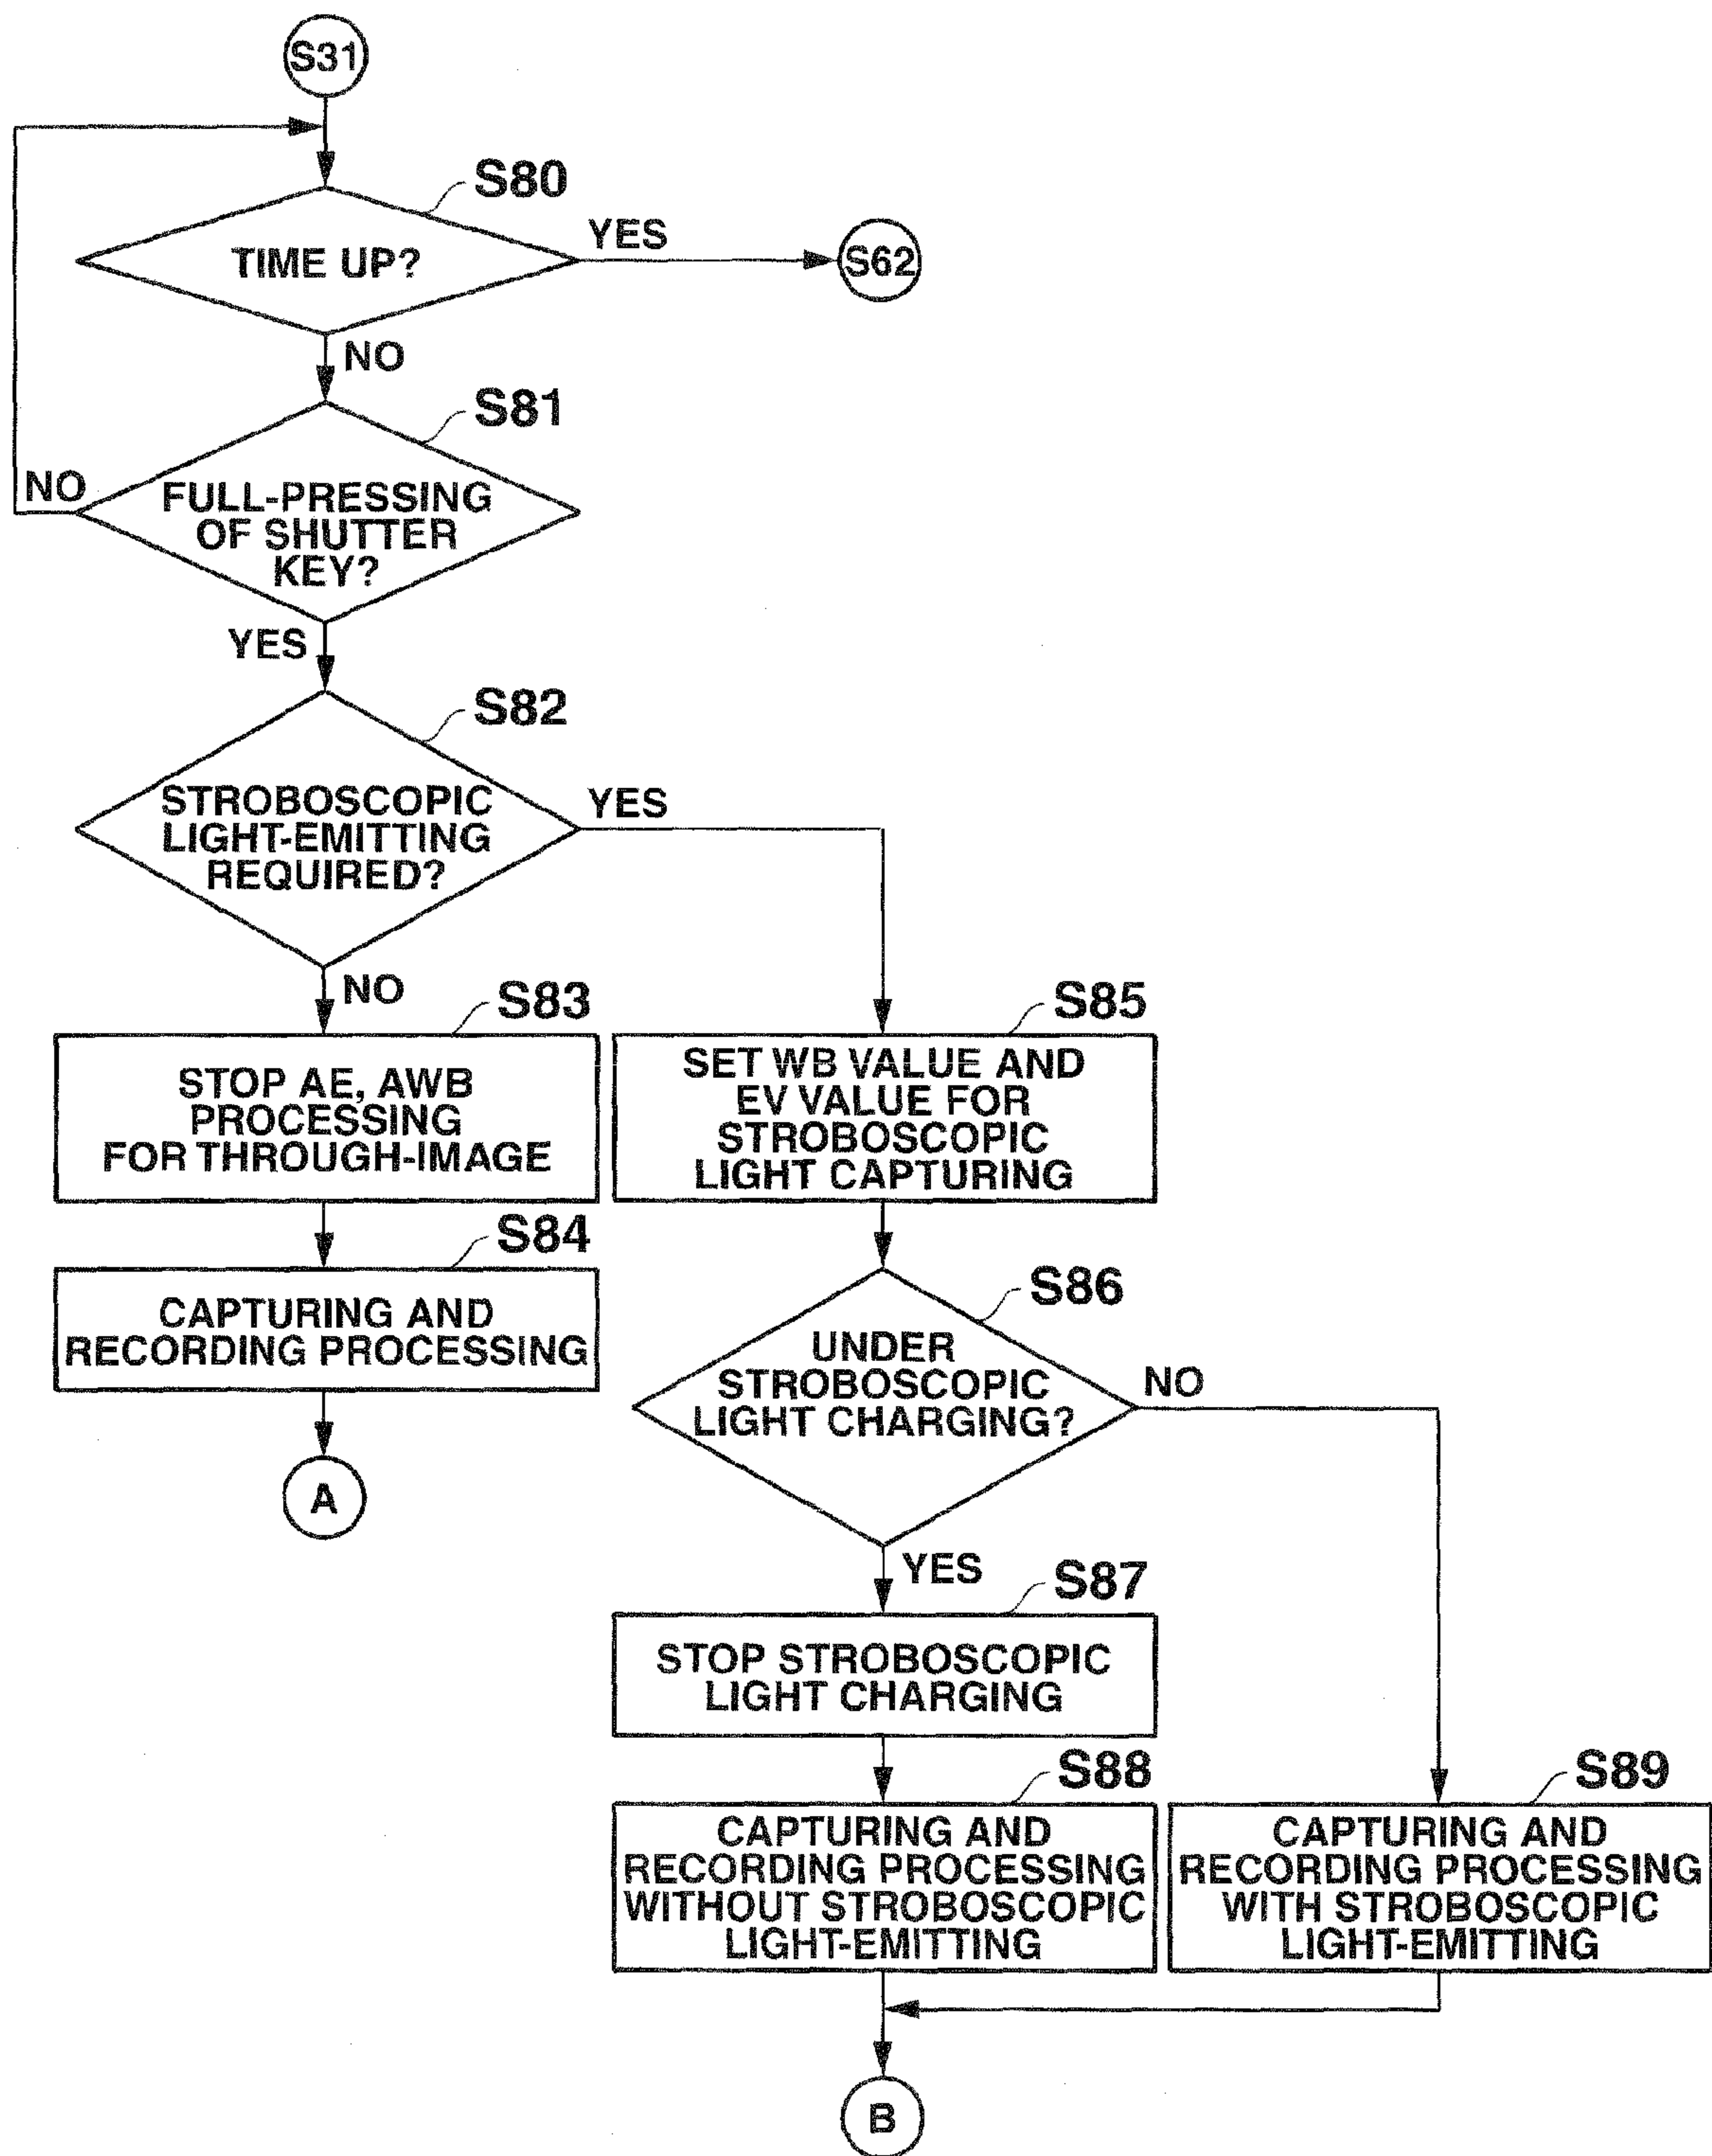 S31
S80
TIME UP?
YES
S62
NO
S81
FULL-PRESSING
OF SHUTTER
KEY?
NO
YES
S82
STROBOSCOPIC
LIGHT-EMITTING
REQUIRED?
YES
NO
S83
STOP AE, AWB
PROCESSING
FOR THROUGH-IMAGE
S85
SET WB VALUE AND
EV VALUE FOR
STROBOSCOPIC
LIGHT CAPTURING
S84
CAPTURING AND
RECORDING PROCESSING
A
S86
UNDER
STROBOSCOPIC
LIGHT CHARGING?
NO
YES
S87
STOP STROBOSCOPIC
LIGHT CHARGING
S88
CAPTURING AND
RECORDING PROCESSING
WITHOUT STROBOSCOPIC
LIGHT-EMITTING
S89
CAPTURING AND
RECORDING PROCESSING
WITH STROBOSCOPIC
LIGHT-EMITTING
B